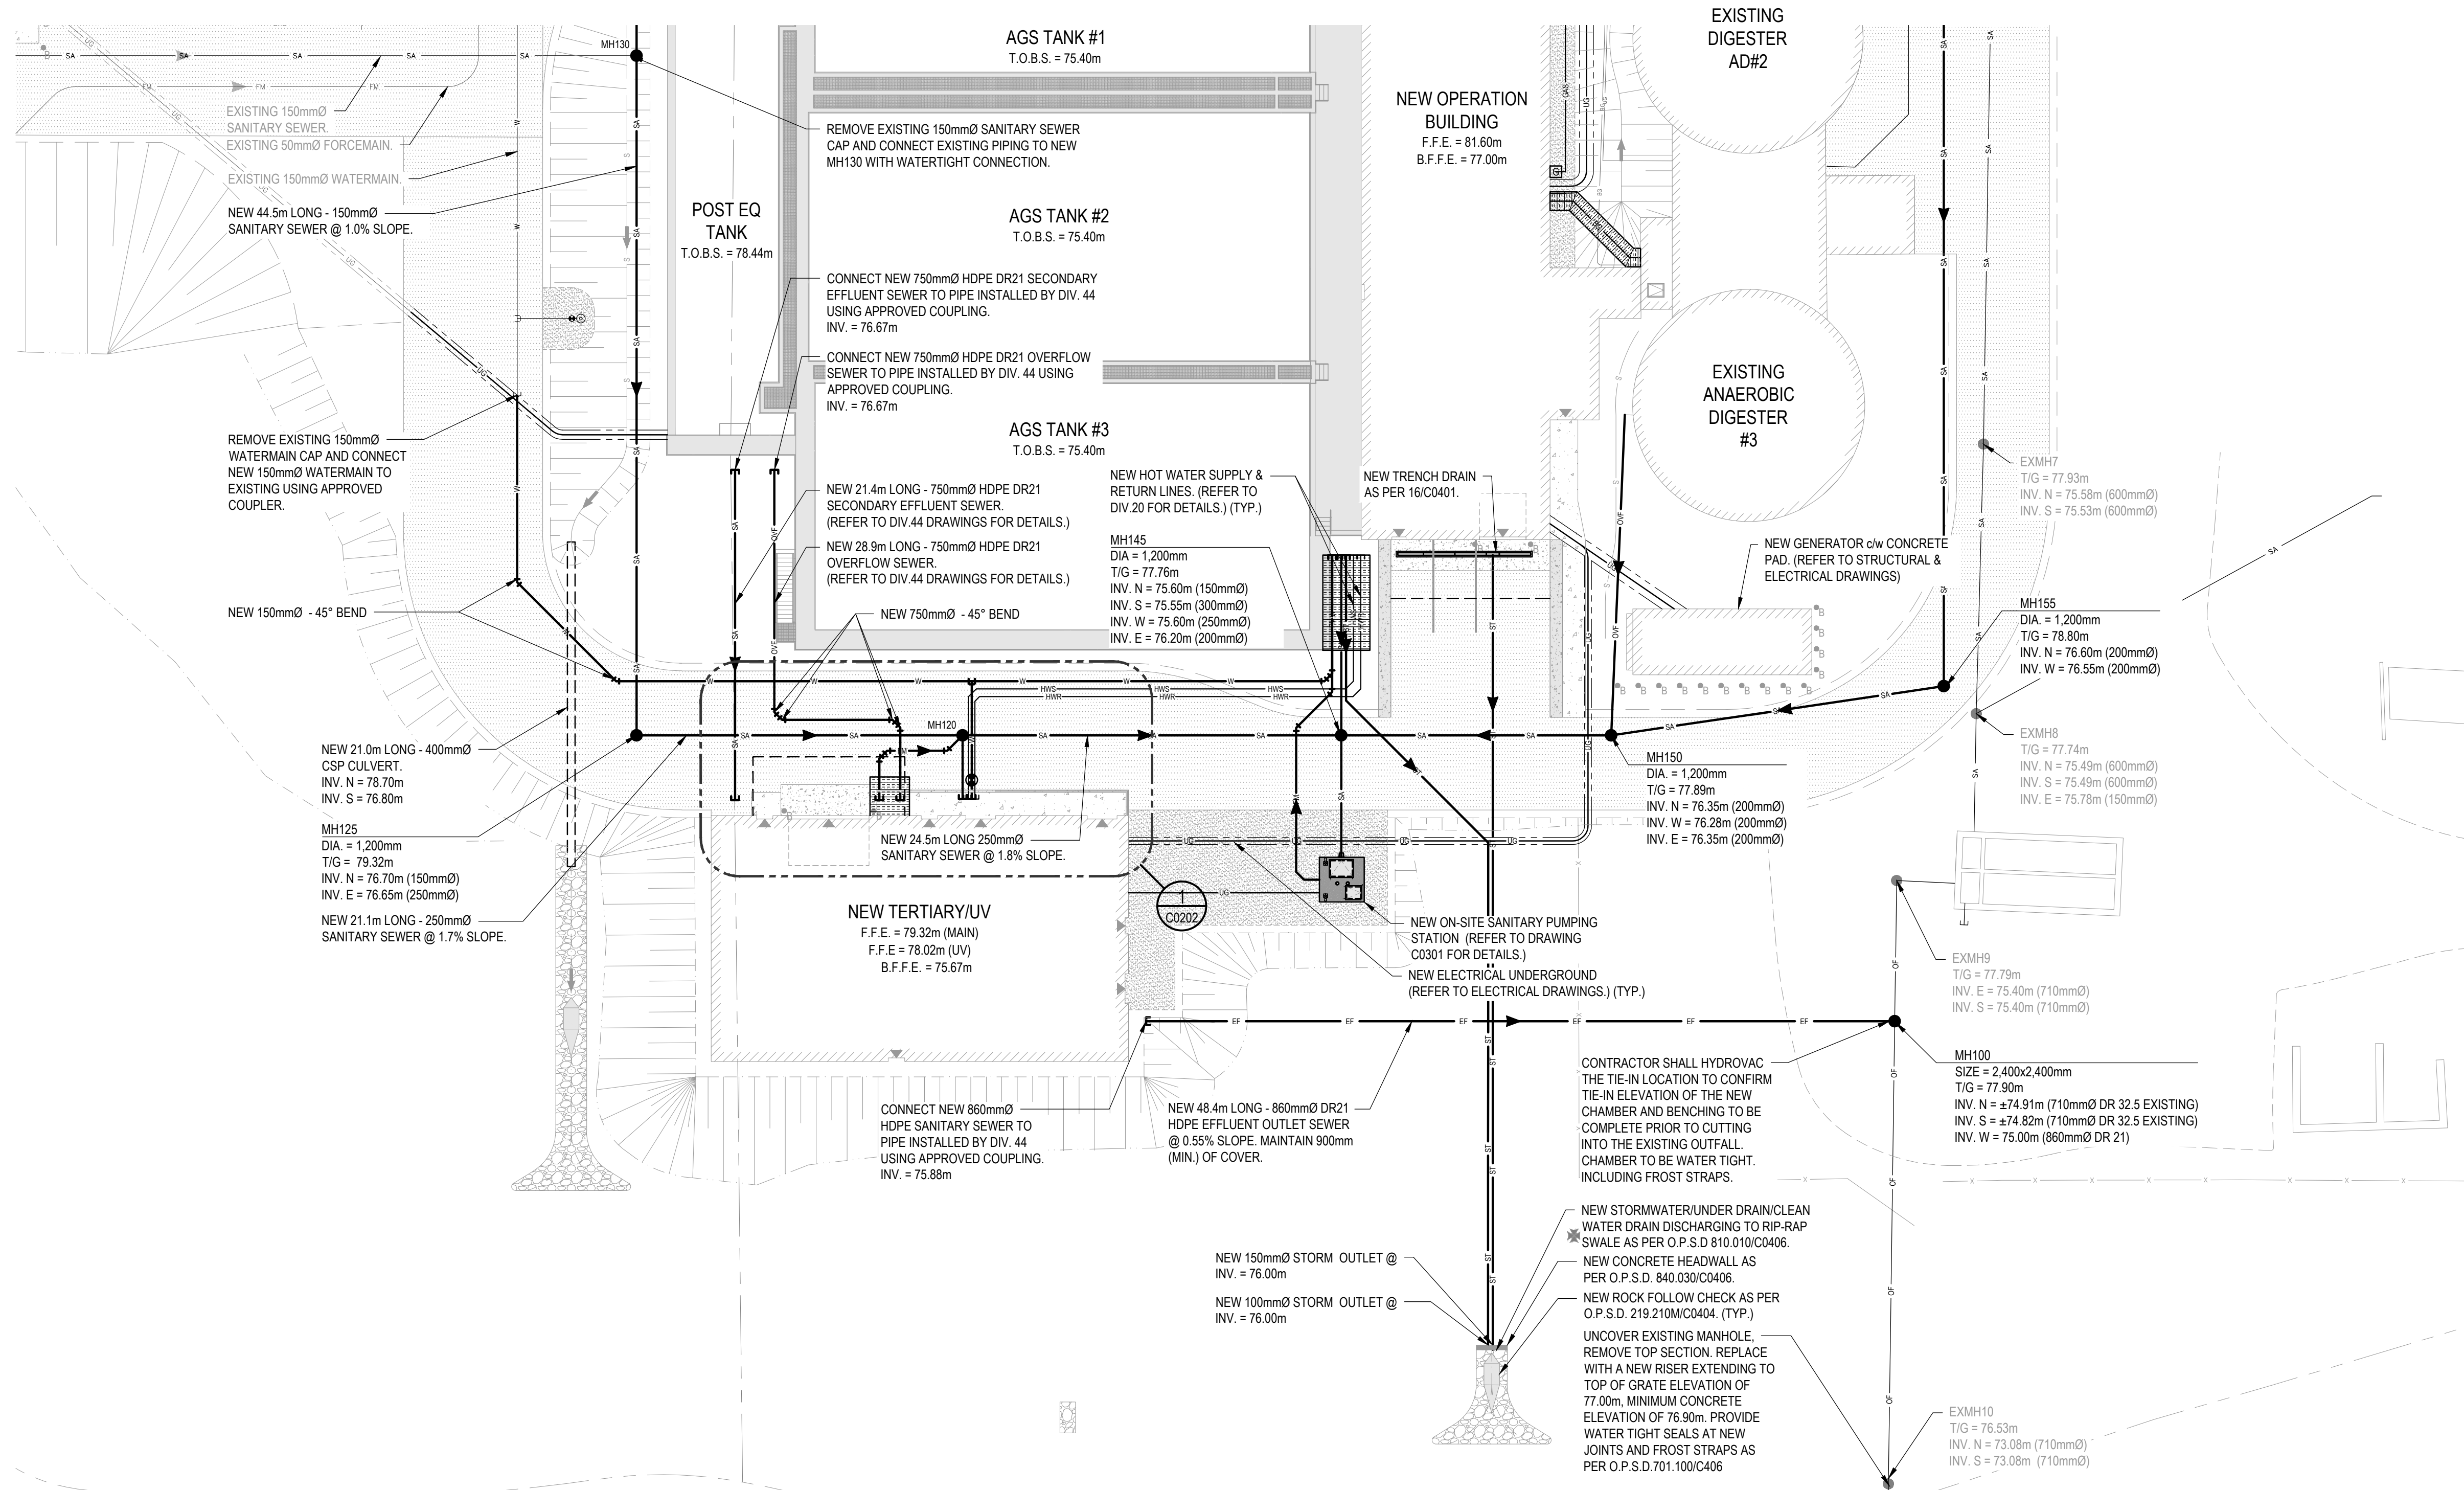 EXISTING
DIGESTER
AD#2
AGS TANK #1
T.O.B.S. = 75.40m
MH130
EXISTING 150mmØ
SANITARY SEWER.
EXISTING 50mmØ FORCEMAIN.
EXISTING 150mmØ WATERMAIN.
NEW 44.5m LONG - 150mmØ
SANITARY SEWER @ 1.0% SLOPE.
REMOVE EXISTING 150mmØ SANITARY SEWER
CAP AND CONNECT EXISTING PIPING TO NEW
MH130 WITH WATERTIGHT CONNECTION.
NEW OPERATION
BUILDING
F.F.E. = 81.60m
B.F.F.E. = 77.00m
POST EQ
TANK
T.O.B.S. = 78.44m
AGS TANK #2
T.O.B.S. = 75.40m
CONNECT NEW 750mmØ HDPE DR21 SECONDARY
EFFLUENT SEWER TO PIPE INSTALLED BY DIV. 44
USING APPROVED COUPLING.
INV. = 76.67m
CONNECT NEW 750mmØ HDPE DR21 OVERFLOW
SEWER TO PIPE INSTALLED BY DIV. 44 USING
APPROVED COUPLING.
INV. = 76.67m
EXISTING
ANAEROBIC
DIGESTER
#3
AGS TANK #3
T.O.B.S. = 75.40m
REMOVE EXISTING 150mmØ
WATERMAIN CAP AND CONNECT
NEW 150mmØ WATERMAIN TO
EXISTING USING APPROVED
COUPLER.
NEW 21.4m LONG - 750mmØ HDPE DR21
SECONDARY EFFLUENT SEWER.
(REFER TO DIV.44 DRAWINGS FOR DETAILS.)
NEW 28.9m LONG - 750mmØ HDPE DR21
OVERFLOW SEWER.
(REFER TO DIV.44 DRAWINGS FOR DETAILS.)
NEW 750mmØ - 45° BEND
NEW HOT WATER SUPPLY &
RETURN LINES. (REFER TO
DIV.20 FOR DETAILS.) (TYP.)
MH145
DIA = 1,200mm
T/G = 77.76m
INV. N = 75.60m (150mmØ)
INV. S = 75.55m (300mmØ)
INV. W = 75.60m (250mmØ)
INV. E = 76.20m (200mmØ)
NEW TRENCH DRAIN
AS PER 16/C0401.
EXMH7
T/G = 77.93m
INV. N = 75.58m (600mmØ)
INV. S = 75.53m (600mmØ)
NEW GENERATOR c/w CONCRETE
PAD. (REFER TO STRUCTURAL &
ELECTRICAL DRAWINGS)
NEW 150mmØ - 45° BEND
MH155
DIA. = 1,200mm
T/G = 78.80m
INV. N = 76.60m (200mmØ)
INV. W = 76.55m (200mmØ)
MH120
HWS
HWR
HWS
HWR
HWS
HWR
NEW 21.0m LONG - 400mmØ
CSP CULVERT.
INV. N = 78.70m
INV. S = 76.80m
MH125
DIA. = 1,200mm
T/G = 79.32m
INV. N = 76.70m (150mmØ)
INV. E = 76.65m (250mmØ)
NEW 21.1m LONG - 250mmØ
SANITARY SEWER @ 1.7% SLOPE.
NEW 24.5m LONG 250mmØ
SANITARY SEWER @ 1.8% SLOPE.
MH150
DIA. = 1,200mm
T/G = 77.89m
INV. N = 76.35m (200mmØ)
INV. W = 76.28m (200mmØ)
INV. E = 76.35m (200mmØ)
EXMH8
T/G = 77.74m
INV. N = 75.49m (600mmØ)
INV. S = 75.49m (600mmØ)
INV. E = 75.78m (150mmØ)
NEW TERTIARY/UV
F.F.E. = 79.32m (MAIN)
F.F.E = 78.02m (UV)
B.F.F.E. = 75.67m
1
C0202
NEW ON-SITE SANITARY PUMPING
STATION (REFER TO DRAWING
C0301 FOR DETAILS.)
NEW ELECTRICAL UNDERGROUND
(REFER TO ELECTRICAL DRAWINGS.) (TYP.)
EXMH9
T/G = 77.79m
INV. E = 75.40m (710mmØ)
INV. S = 75.40m (710mmØ)
EF EF EF EF EF EF
CONNECT NEW 860mmØ
HDPE SANITARY SEWER TO
PIPE INSTALLED BY DIV. 44
USING APPROVED COUPLING.
INV. = 75.88m
NEW 48.4m LONG - 860mmØ DR21
HDPE EFFLUENT OUTLET SEWER
@ 0.55% SLOPE. MAINTAIN 900mm
(MIN.) OF COVER.
CONTRACTOR SHALL HYDROVAC
THE TIE-IN LOCATION TO CONFIRM
TIE-IN ELEVATION OF THE NEW
CHAMBER AND BENCHING TO BE
COMPLETE PRIOR TO CUTTING
INTO THE EXISTING OUTFALL.
CHAMBER TO BE WATER TIGHT.
INCLUDING FROST STRAPS.
MH100
SIZE = 2,400x2,400mm
T/G = 77.90m
INV. N = ±74.91m (710mmØ DR 32.5 EXISTING)
INV. S = ±74.82m (710mmØ DR 32.5 EXISTING)
INV. W = 75.00m (860mmØ DR 21)
NEW STORMWATER/UNDER DRAIN/CLEAN
WATER DRAIN DISCHARGING TO RIP-RAP
SWALE AS PER O.P.S.D 810.010/C0406.
NEW 150mmØ STORM OUTLET @
INV. = 76.00m
NEW CONCRETE HEADWALL AS
PER O.P.S.D. 840.030/C0406.
NEW 100mmØ STORM OUTLET @
INV. = 76.00m
NEW ROCK FOLLOW CHECK AS PER
O.P.S.D. 219.210M/C0404. (TYP.)
UNCOVER EXISTING MANHOLE,
REMOVE TOP SECTION. REPLACE
WITH A NEW RISER EXTENDING TO
TOP OF GRATE ELEVATION OF
77.00m, MINIMUM CONCRETE
ELEVATION OF 76.90m. PROVIDE
WATER TIGHT SEALS AT NEW
JOINTS AND FROST STRAPS AS
PER O.P.S.D.701.100/C406
EXMH10
T/G = 76.53m
INV. N = 73.08m (710mmØ)
INV. S = 73.08m (710mmØ)